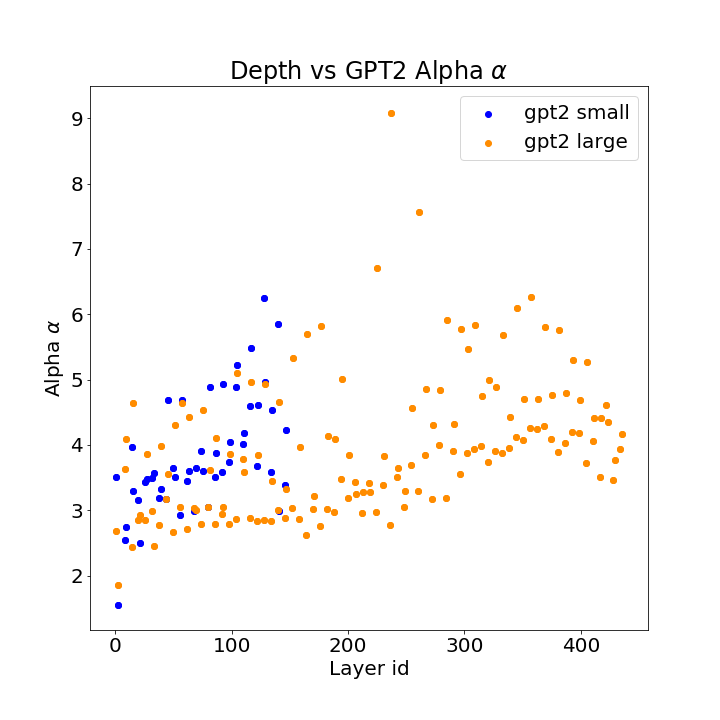 Depth vs GPT2 Alpha α
gpt2 small
gpt2 large
9
8
7
6
5
4
3
2
Alpha α
0 100 200 300 400
Layer id